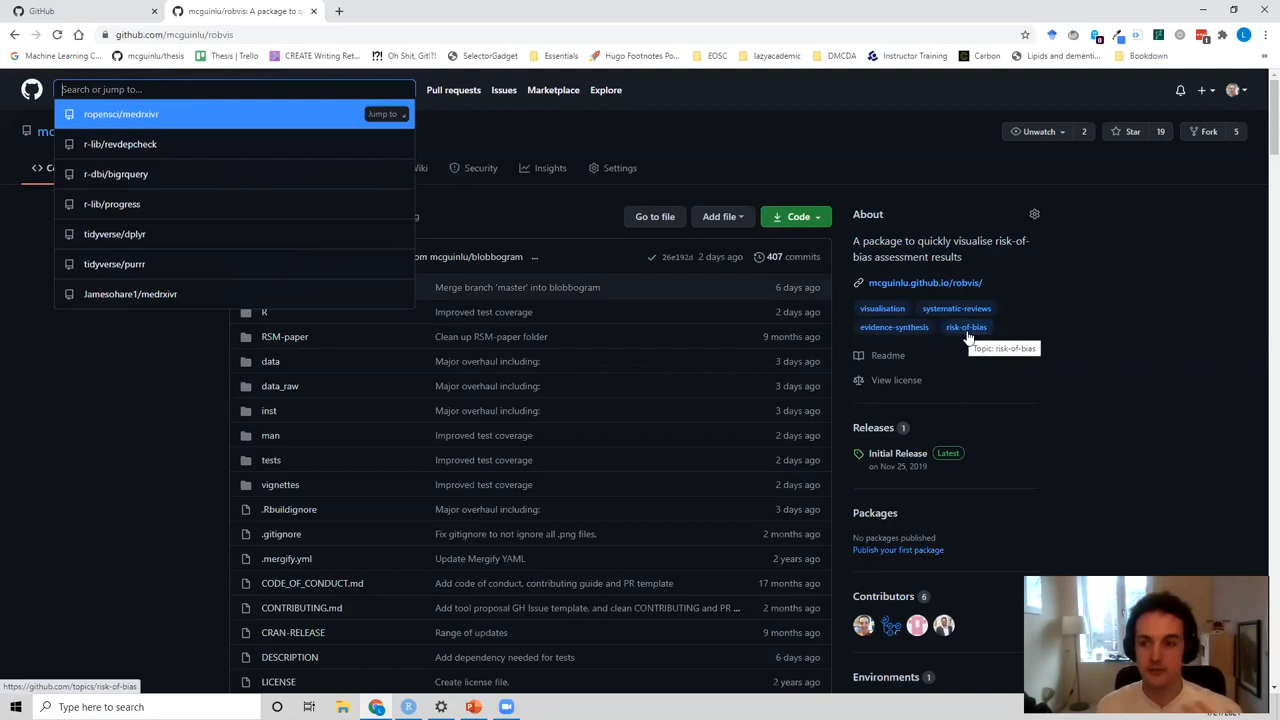 GitHub
mcguinlu/robvis: A package to q
github.com/mcguinlu/robvis
Machine Learning C...
mcguinlu/thesis
Thesis | Trello
CREATE Writing Ret...
Oh Shit, Git!?!
SelectorGadget
Essentials
Hugo Footnotes Po...
EOSC
lazyacademic
DMCDA
Instructor Training
Carbon
Lipids and dementi...
Bookdown
Search or jump to...
Pull requests
Issues
Marketplace
Explore
ropensci/medrxivr
Jump to
r-lib/revdepcheck
r-dbi/bigrquery
r-lib/progress
tidyverse/dplyr
tidyverse/purrr
Jamesohare1/medrxivr
Unwatch 2
Star 19
Fork 5
Security
Insights
Settings
Go to file
Add file
Code
om mcguinlu/blobbogram ...
26e192d 2 days ago
407 commits
Merge branch 'master' into blobbogram 6 days ago
R Improved test coverage 2 days ago
RSM-paper Clean up RSM-paper folder 9 months ago
data Major overhaul including: 3 days ago
data_raw Major overhaul including: 3 days ago
inst Major overhaul including: 3 days ago
man Improved test coverage 2 days ago
tests Improved test coverage 2 days ago
vignettes Improved test coverage 2 days ago
.Rbuildignore Major overhaul including: 3 days ago
.gitignore Fix gitignore to not ignore all .png files. 2 months ago
.mergify.yml Update Mergify YAML 2 years ago
CODE_OF_CONDUCT.md Add code of conduct, contributing guide and PR template 17 months ago
CONTRIBUTING.md Add tool proposal GH Issue template, and clean CONTRIBUTING and PR ... 2 months ago
CRAN-RELEASE Range of updates 9 months ago
DESCRIPTION Add dependency needed for tests 6 days ago
LICENSE Create license file. 2 years ago
About
A package to quickly visualise risk-of-
bias assessment results
mcguinlu.github.io/robvis/
visualisation
systematic-reviews
evidence-synthesis
risk-of-bias
Topic: risk-of-bias
Readme
View license
Releases 1
Initial Release Latest
on Nov 25, 2019
Packages
No packages published
Publish your first package
Contributors 6
Environments 1
https://github.com/topics/risk-of-bias
Type here to search